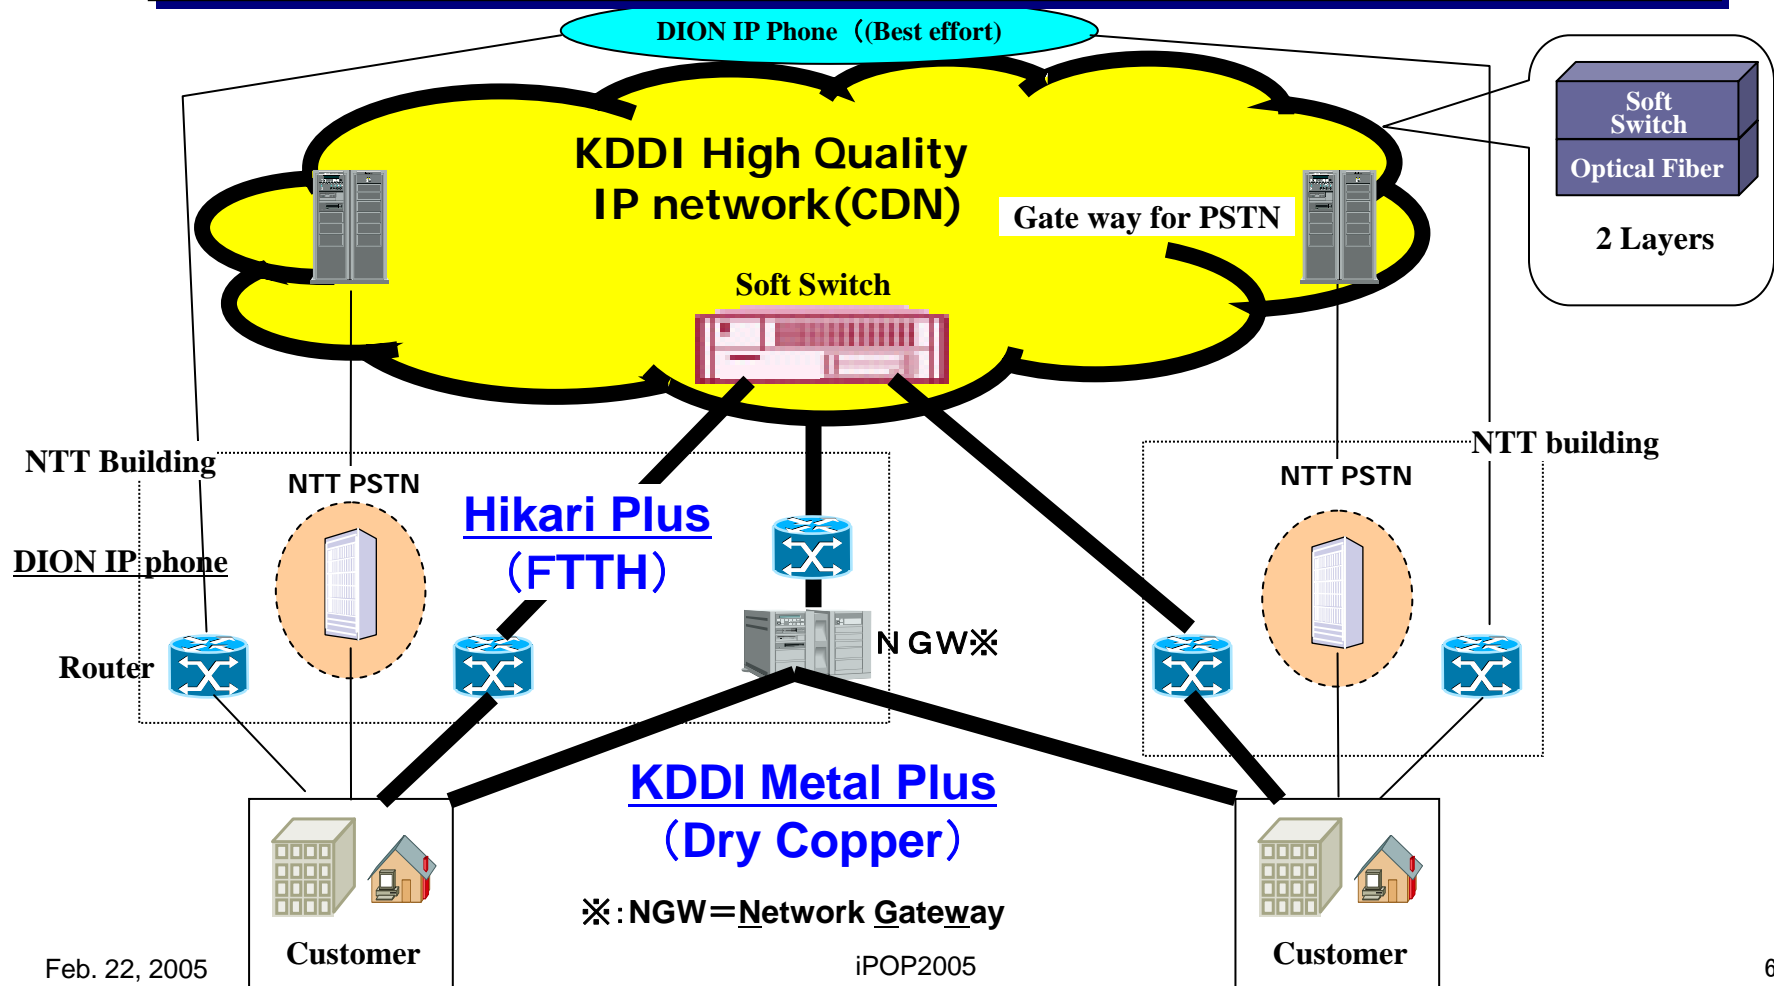 DION IP Phone（(Best effort)
KDDI High Quality
IP network(CDN)
Gate way for PSTN
Soft Switch
Soft
Switch
Optical Fiber
2 Layers
NTT Building
NTT building
NTT PSTN
NTT PSTN
Hikari Plus
（FTTH）
DION IP phone
NGW※
Router
KDDI Metal Plus
（Dry Copper）
※：NGW＝Network Gateway
Customer
Customer
Feb. 22, 2005
iPOP2005
6